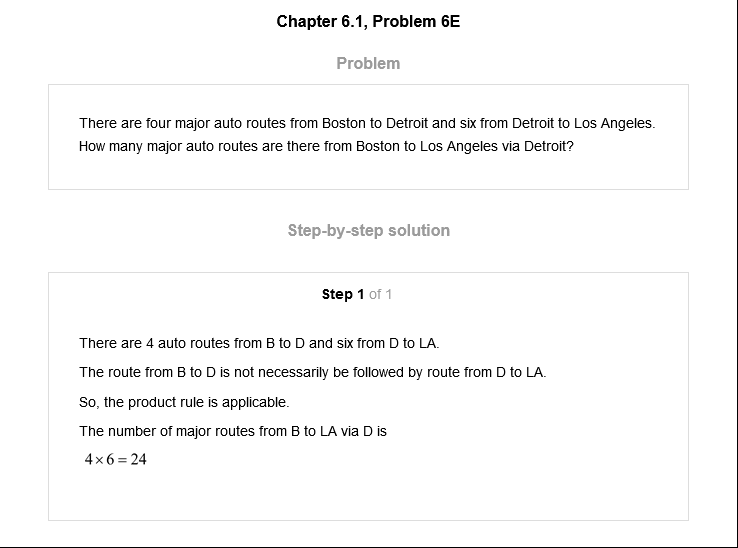 Chapter 6.1, Problem 6E
Problem
There are four major auto routes from Boston to Detroit and six from Detroit to Los Angeles.
How many major auto routes are there from Boston to Los Angeles via Detroit?
Step-by-step solution
Step 1 of 1
There are 4 auto routes from B to D and six from D to LA.
The route from B to D is not necessarily be followed by route from D to LA.
So, the product rule is applicable.
The number of major routes from B to LA via D is
4 × 6 = 24